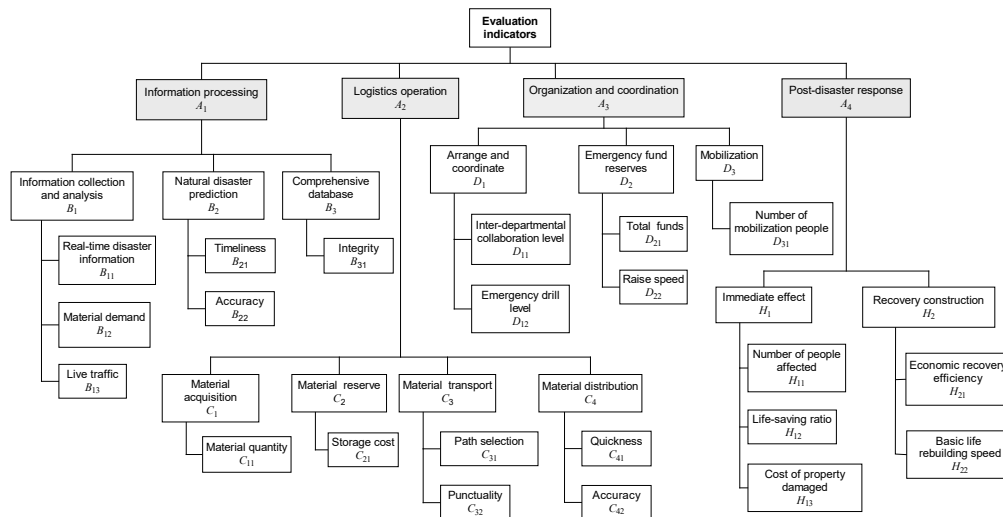 Evaluation
indicators
Information processing
A1
Logistics operation
A2
Organization and coordination
A3
Post-disaster response
A4
Information collection
and analysis
B1
Natural disaster
prediction
B2
Comprehensive
database
B3
Real-time disaster
information
B11
Material demand
B12
Live traffic
B13
Timeliness
B21
Accuracy
B22
Integrity
B31
Material
acquisition
C1
Material quantity
C11
Material reserve
C2
Storage cost
C21
Material transport
C3
Path selection
C31
Punctuality
C32
Material distribution
C4
Quickness
C41
Accuracy
C42
Arrange and
coordinate
D1
Inter-departmental
collaboration level
D11
Emergency drill
level
D12
Emergency fund
reserves
D2
Total funds
D21
Raise speed
D22
Mobilization
D3
Number of
mobilization people
D31
Immediate effect
H1
Number of people
affected
H11
Life-saving ratio
H12
Cost of property
damaged
H13
Recovery construction
H2
Economic recovery
efficiency
H21
Basic life
rebuilding speed
H22